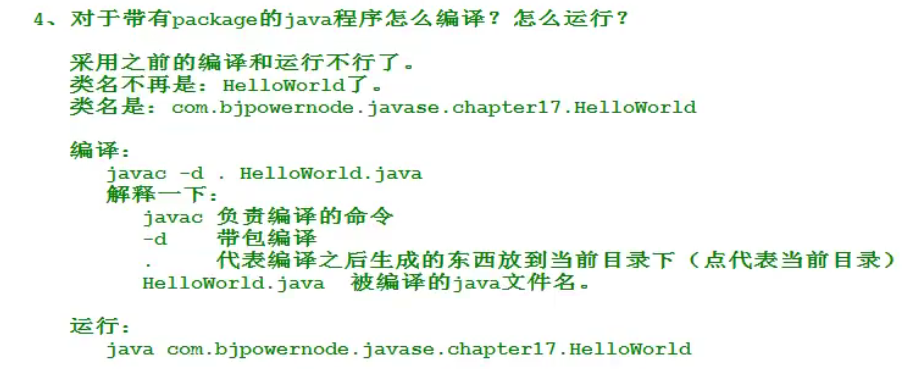 4、对于带有package的java程序怎么编译？怎么运行？
采用之前的编译和运行不行了。
类名不再是：HelloWorld了。
类名是：com.bjpowernode.javase.chapter17.HelloWorld
编译：
javac -d . HelloWorld.java
解释一下：
javac 负责编译的命令
-d 带包编译
. 代表编译之后生成的东西放到当前目录下（点代表当前目录）
HelloWorld.java 被编译的java文件名。
运行：
java com.bjpowernode.javase.chapter17.HelloWorld